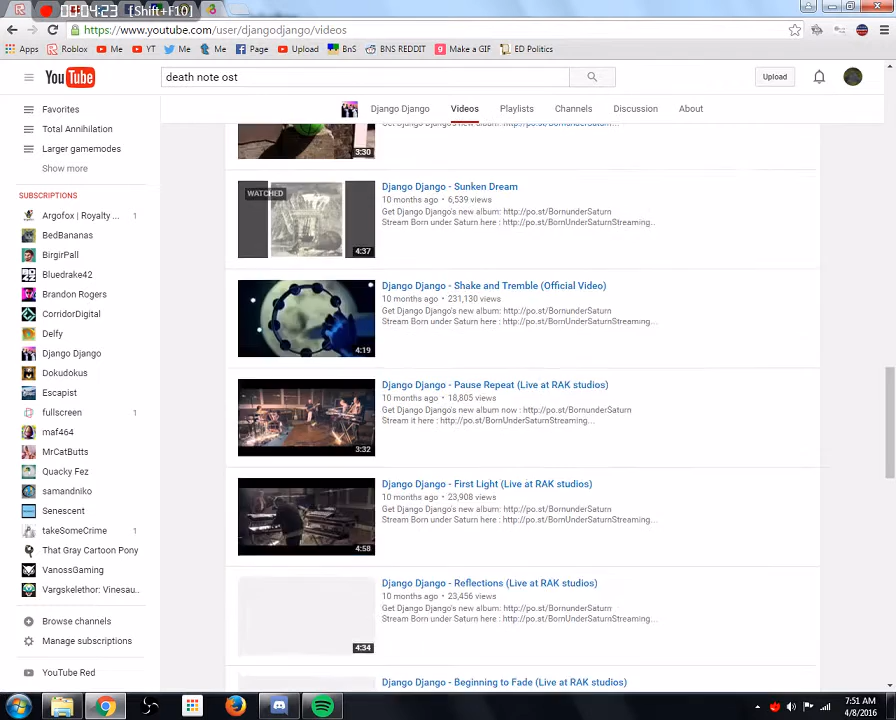 00:04:23 [Shift+F10]
https://www.youtube.com/user/djangodjango/videos
Apps Roblox Me YT Me Page Upload BnS BNS REDDIT Make a GIF ED Politics
YouTube death note ost Upload
Django Django Videos Playlists Channels Discussion About
Favorites
Total Annihilation
Larger gamemodes
Show more
SUBSCRIPTIONS
Argofox | Royalty ... 1
BedBananas
BirgirPall
Bluedrake42
Brandon Rogers
CorridorDigital
Delfy
Django Django
Dokudokus
Escapist
fullscreen 1
maf464
MrCatButts
Quacky Fez
samandniko
Senescent
takeSomeCrime 1
That Gray Cartoon Pony
VanossGaming
Vargskelethor: Vinesau..
Browse channels
Manage subscriptions
YouTube Red
3:30
WATCHED
4:37
Django Django - Sunken Dream
10 months ago • 6,539 views
Get Django Django's new album: http://po.st/BornunderSaturn
Stream Born under Saturn here : http://po.st/BornUnderSaturnStreaming...
4:19
Django Django - Shake and Tremble (Official Video)
10 months ago • 231,130 views
Get Django Django's new album: http://po.st/BornunderSaturn
Stream Born under Saturn here : http://po.st/BornUnderSaturnStreaming...
3:32
Django Django - Pause Repeat (Live at RAK studios)
10 months ago • 18,805 views
Get Django Django's new album now : http://po.st/BornunderSaturn
Stream it here : http://po.st/BornUnderSaturnStreaming...
4:58
Django Django - First Light (Live at RAK studios)
10 months ago • 23,908 views
Get Django Django's new album: http://po.st/BornunderSaturn
Stream Born under Saturn here : http://po.st/BornUnderSaturnStreaming...
4:34
Django Django - Reflections (Live at RAK studios)
10 months ago • 23,456 views
Get Django Django's new album: http://po.st/BornunderSaturn
Stream Born under Saturn here : http://po.st/BornUnderSaturnStreaming...
Django Django - Beginning to Fade (Live at RAK studios)
7:51 AM
4/8/2016